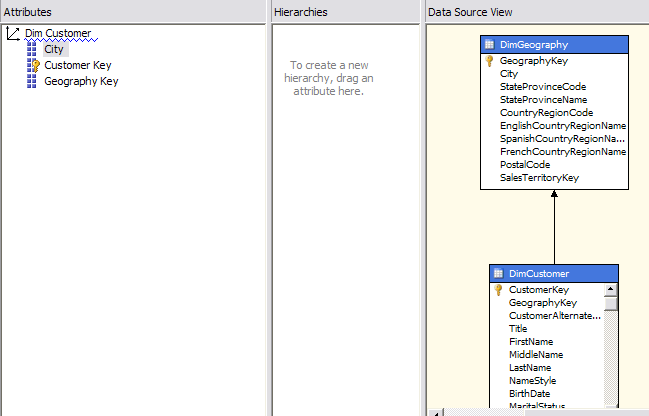 Attributes
Dim Customer
City
Customer Key
Geography Key
Hierarchies
To create a new
hierarchy, drag an
attribute here.
Data Source View
DimGeography
GeographyKey
City
StateProvinceCode
StateProvinceName
CountryRegionCode
EnglishCountryRegionName
SpanishCountryRegionNa...
FrenchCountryRegionName
PostalCode
SalesTerritoryKey
DimCustomer
CustomerKey
GeographyKey
CustomerAlternate...
Title
FirstName
MiddleName
LastName
NameStyle
BirthDate
MaritalStatus